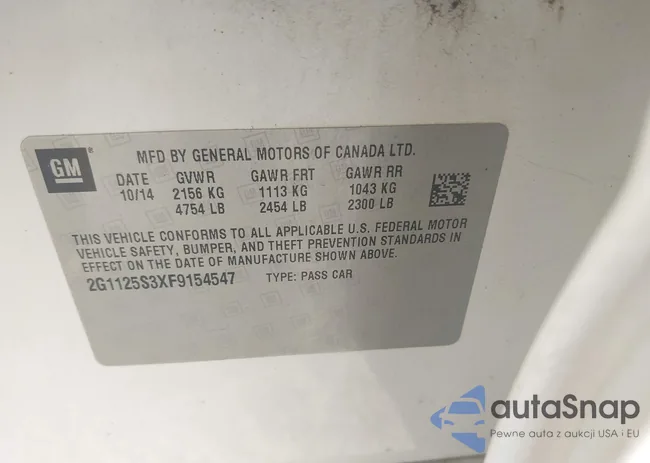 GM
MFD BY GENERAL MOTORS OF CANADA LTD.
DATE GVWR GAWR FRT GAWR RR
10/14 2156 KG 1113 KG 1043 KG
4754 LB 2454 LB 2300 LB
THIS VEHICLE CONFORMS TO ALL APPLICABLE U.S. FEDERAL MOTOR
VEHICLE SAFETY, BUMPER, AND THEFT PREVENTION STANDARDS IN
EFFECT ON THE DATE OF MANUFACTURE SHOWN ABOVE.
2G1125S3XF9154547 TYPE: PASS CAR
autaSnap
Pewne auta z aukcji USA i EU